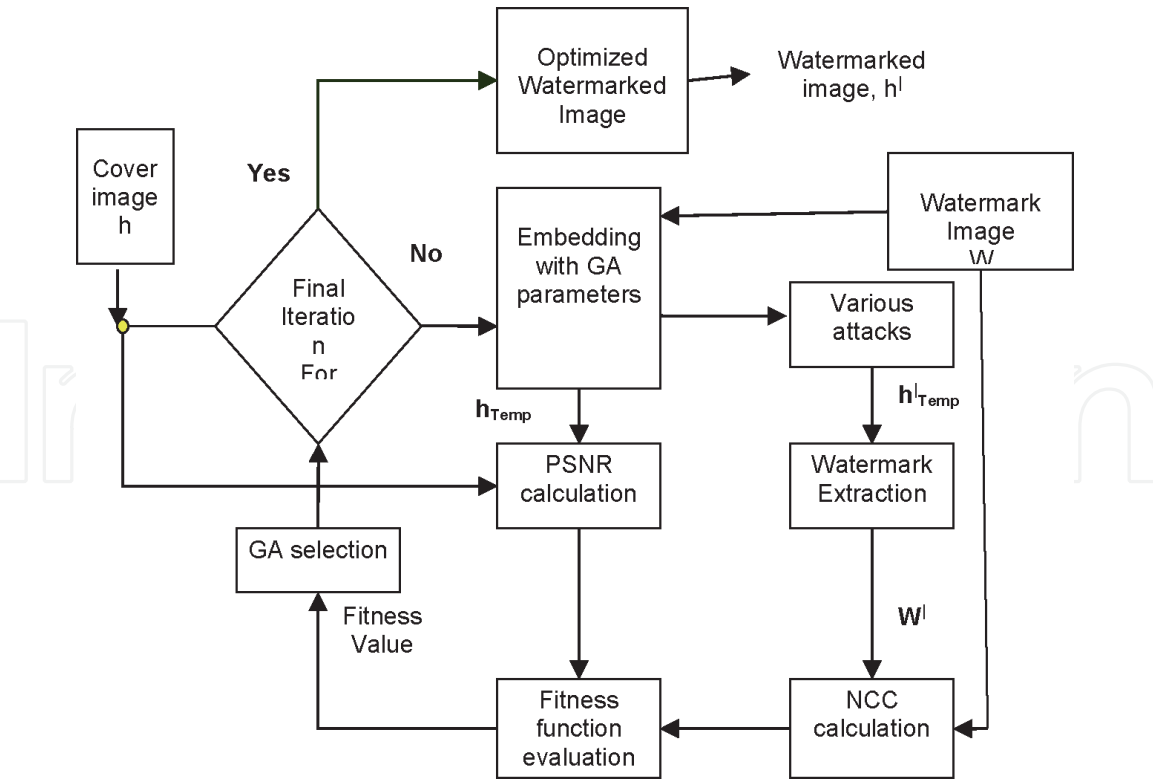 Optimized
Watermarked
Image
Watermarked
image, h|
Cover
image
h
Yes
No
Final
Iteratio
n
For
Embedding
with GA
parameters
Watermark
Image
W
Various
attacks
hTemp
h|Temp
PSNR
calculation
Watermark
Extraction
GA selection
Fitness
Value
W|
Fitness
function
evaluation
NCC
calculation